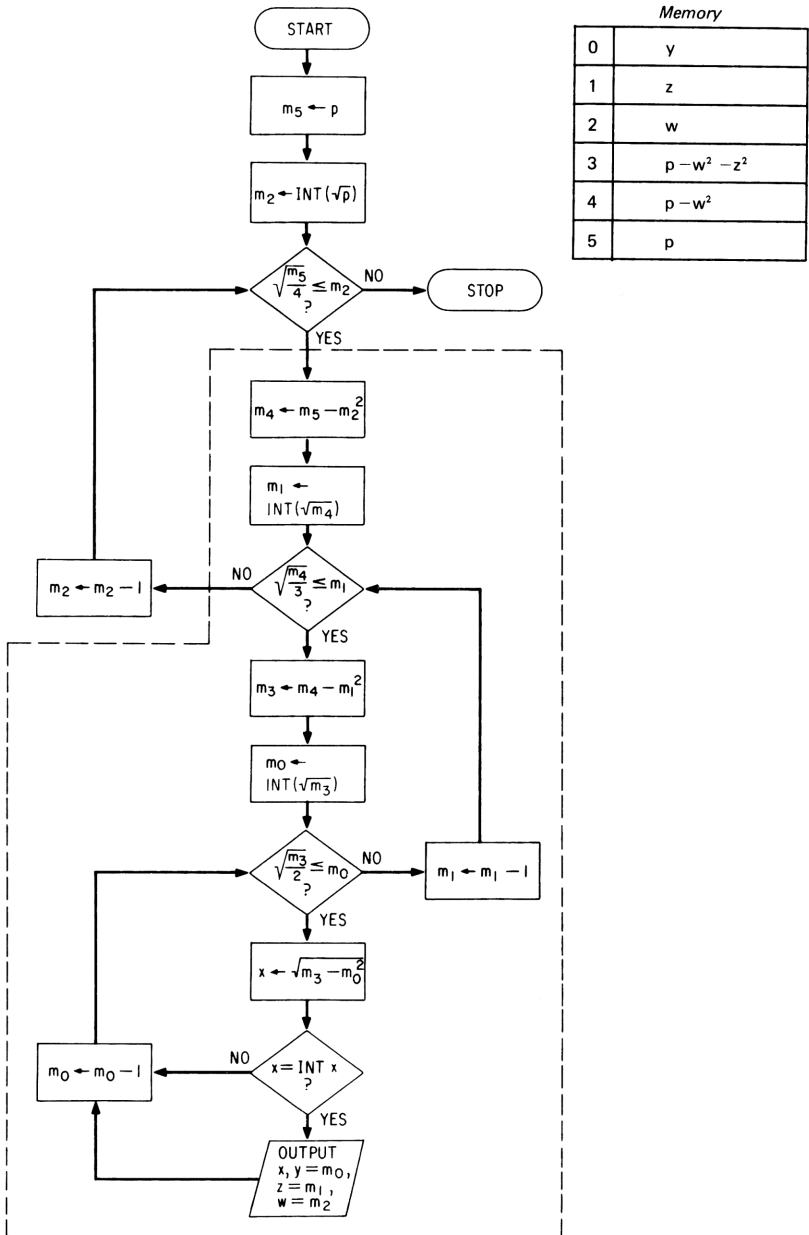 START
m₅ ← p
m₂ ← INT(√p)
√(m₅/4) ≤ m₂
?
NO
STOP
YES
m₄ ← m₅ − m₂²
m₁ ←
INT(√m₄)
√(m₄/3) ≤ m₁
?
NO
m₂ ← m₂ − 1
YES
m₃ ← m₄ − m₁²
m₀ ←
INT(√m₃)
√(m₃/2) ≤ m₀
?
NO
m₁ ← m₁ − 1
YES
x ← √(m₃ − m₀²)
x = INT x
?
NO
m₀ ← m₀ − 1
YES
OUTPUT
x, y = m₀,
z = m₁,
w = m₂
Memory
0 y
1 z
2 w
3 p − w² − z²
4 p − w²
5 p